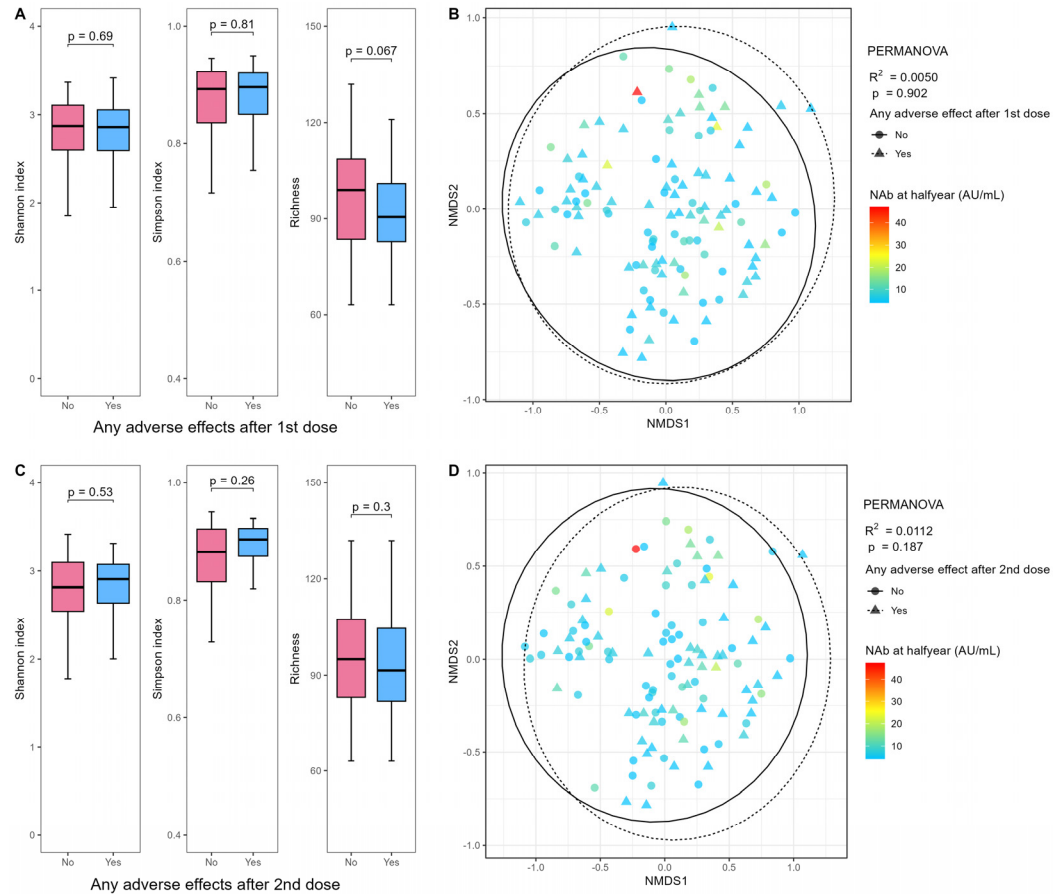 A
p = 0.69
Shannon index
4
3
2
1
0
No
Yes
p = 0.81
Simpson index
1.0
0.8
0.6
0.4
No
Yes
p = 0.067
Richness
150
120
90
60
No
Yes
Any adverse effects after 1st dose
B
NMDS2
1.0
0.5
0.0
-0.5
-1.0
-1.0
-0.5
0.0
0.5
1.0
NMDS1
PERMANOVA
R² = 0.0050
p = 0.902
Any adverse effect after 1st dose
No
Yes
NAb at halfyear (AU/mL)
40
30
20
10
C
p = 0.53
Shannon index
4
3
2
1
0
No
Yes
p = 0.26
Simpson index
1.0
0.8
0.6
0.4
No
Yes
p = 0.3
Richness
150
120
90
60
No
Yes
Any adverse effects after 2nd dose
D
NMDS2
1.0
0.5
0.0
-0.5
-1.0
-1.0
-0.5
0.0
0.5
1.0
NMDS1
PERMANOVA
R² = 0.0112
p = 0.187
Any adverse effect after 2nd dose
No
Yes
NAb at halfyear (AU/mL)
40
30
20
10